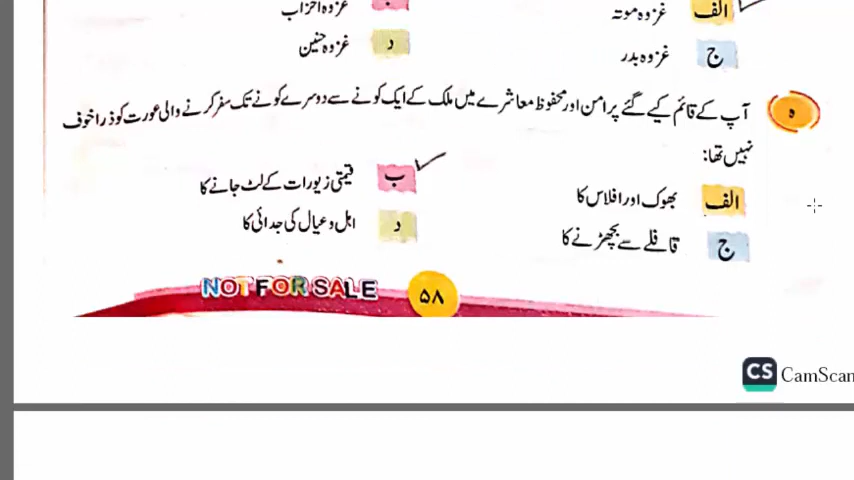 الف غزوہ موتہ ب غزوہ احزاب
ج غزوہ بدر د غزوہ حنین
ہ آپ کے قائم کیے گئے پر امن اور محفوظ معاشرے میں ملک کے ایک کونے سے دوسرے کونے تک سفر کرنے والی عورت کو ذرا خوف
نہیں تھا:
الف بھوک اور افلاس کا ب قیمتی زیورات کے لٹ جانے کا
ج قافلے سے بچھڑنے کا د اہل و عیال کی جدائی کا
NOT FOR SALE ۵۸
CS CamScan